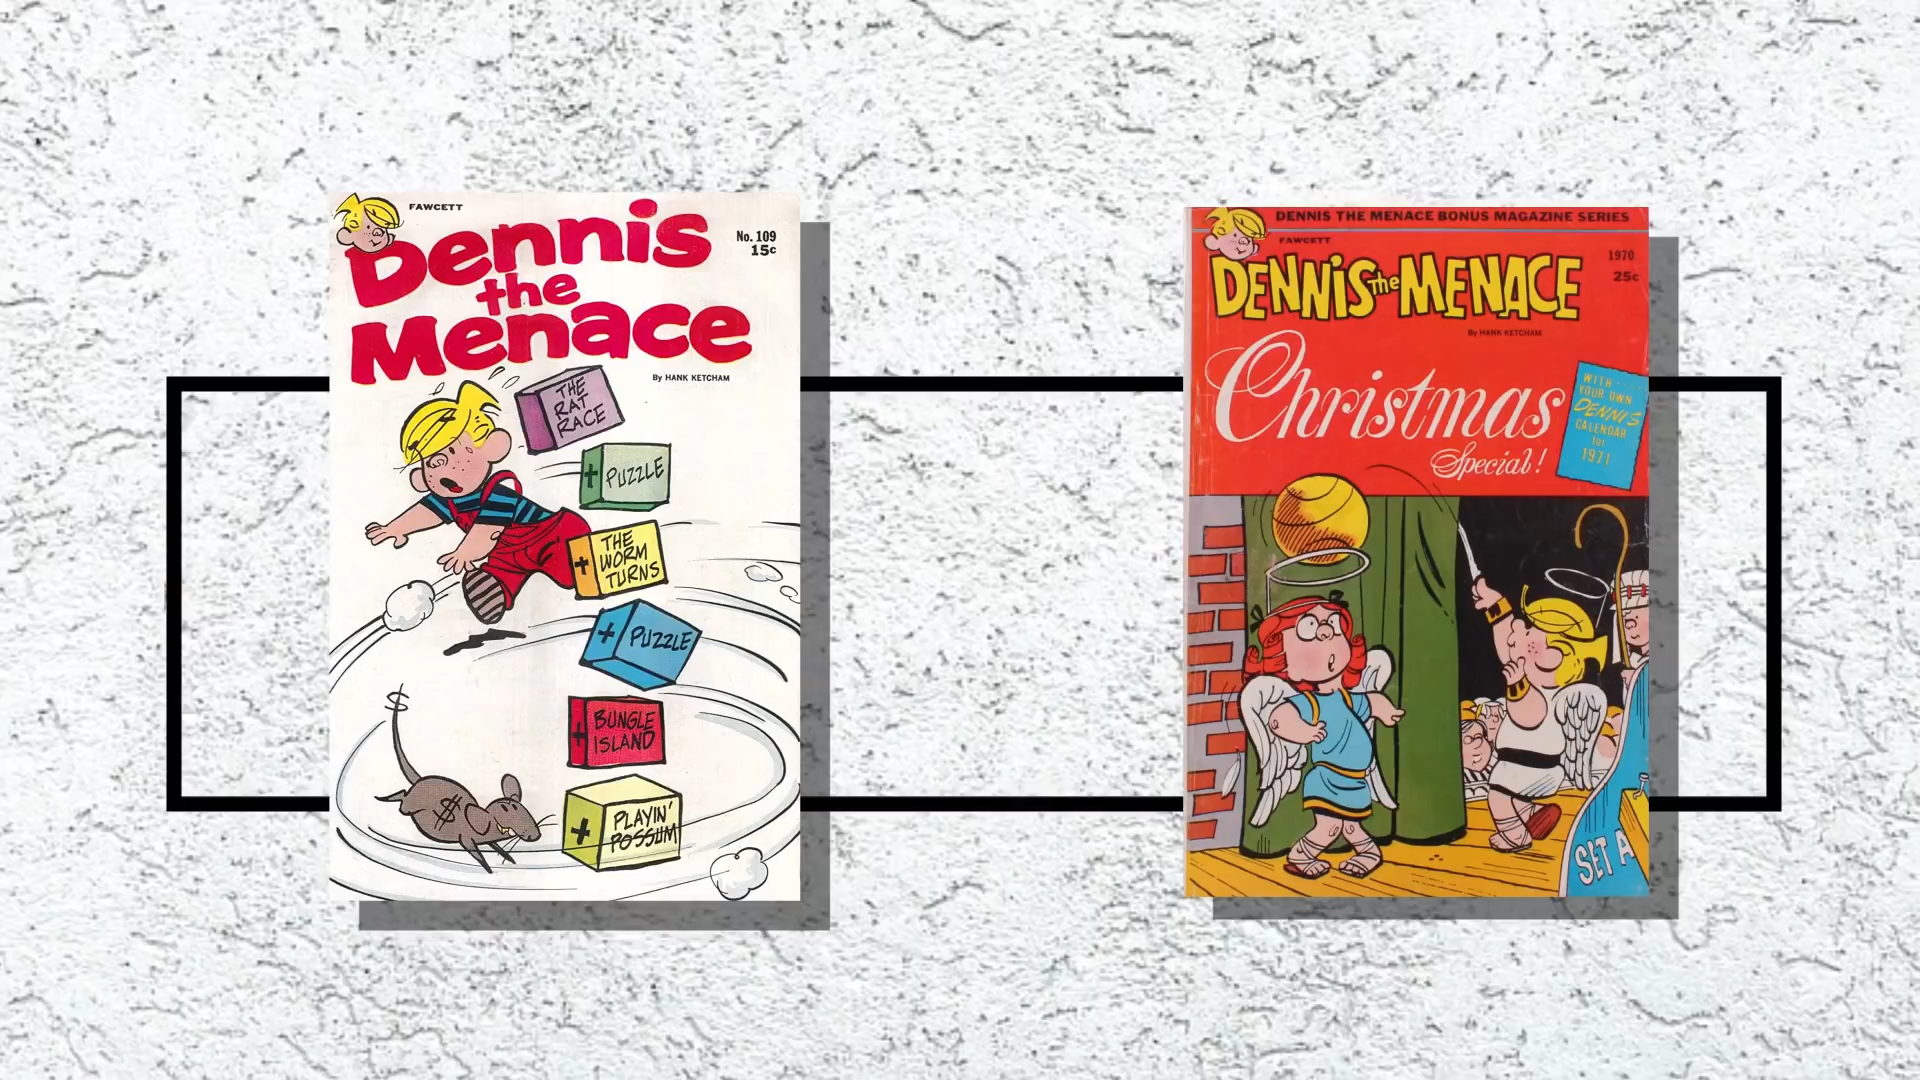 FAWCETT
Dennis
the
Menace
No. 109
15c
By HANK KETCHAM
THE
RAT
RACE
+ PUZZLE
+ THE
WORM
TURNS
+ PUZZLE
+ BUNGLE
ISLAND
+ PLAYIN'
POSSUM
$
$
DENNIS THE MENACE BONUS MAGAZINE SERIES
FAWCETT
1970
25c
DENNIS the MENACE
By HANK KETCHAM
Christmas
Special!
WITH
YOUR OWN
DENNIS
CALENDAR
for
1971
SET A